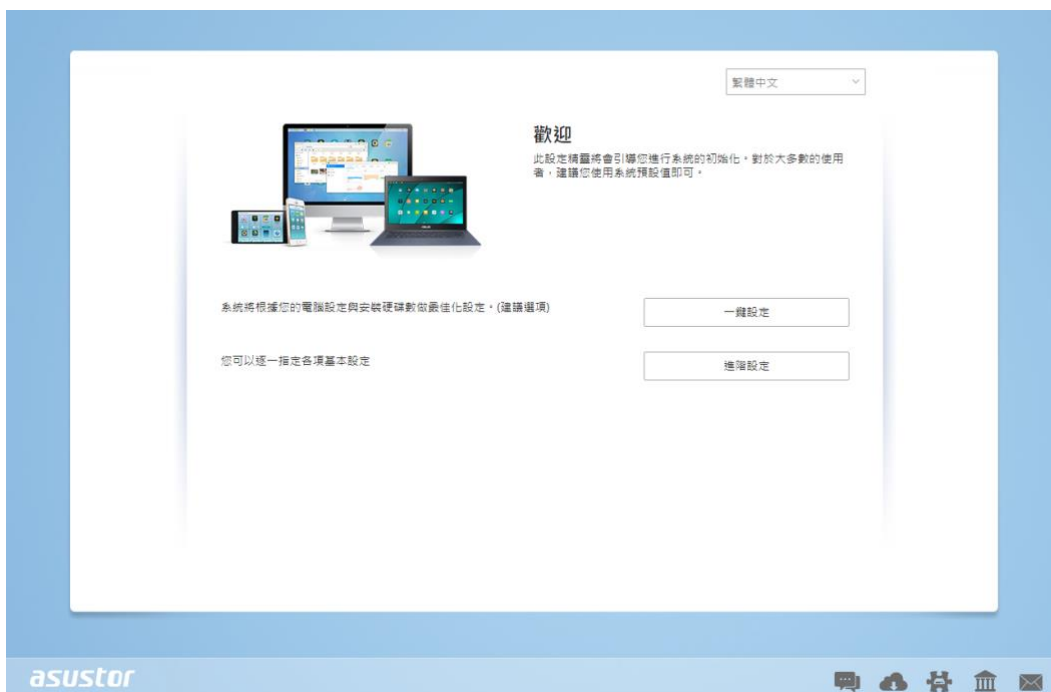 繁體中文
歡迎
此設定精靈將會引導您進行系統的初始化。對於大多數的使用
者，建議您使用系統預設值即可。
系統將根據您的電腦設定與安裝硬碟數做最佳化設定。(建議選項)
一鍵設定
您可以逐一指定各項基本設定
進階設定
asustor